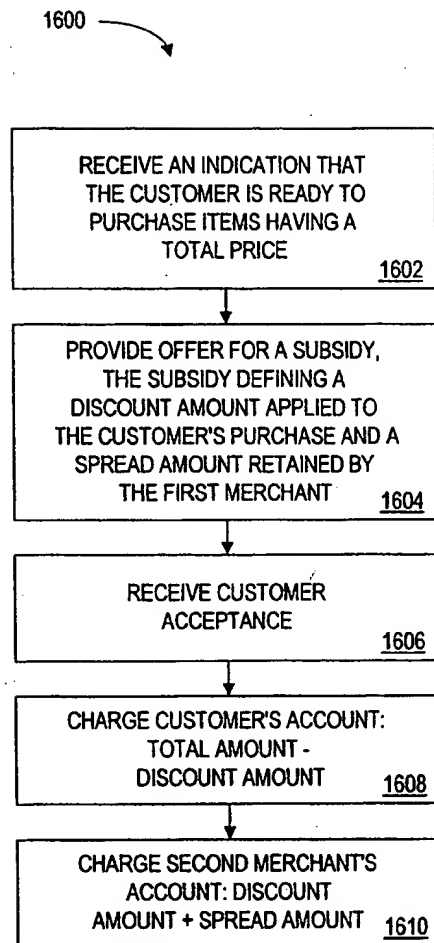 1600
RECEIVE AN INDICATION THAT
THE CUSTOMER IS READY TO
PURCHASE ITEMS HAVING A
TOTAL PRICE
1602
PROVIDE OFFER FOR A SUBSIDY,
THE SUBSIDY DEFINING A
DISCOUNT AMOUNT APPLIED TO
THE CUSTOMER'S PURCHASE AND A
SPREAD AMOUNT RETAINED BY
THE FIRST MERCHANT
1604
RECEIVE CUSTOMER
ACCEPTANCE
1606
CHARGE CUSTOMER'S ACCOUNT:
TOTAL AMOUNT -
DISCOUNT AMOUNT
1608
CHARGE SECOND MERCHANT'S
ACCOUNT: DISCOUNT
AMOUNT + SPREAD AMOUNT
1610